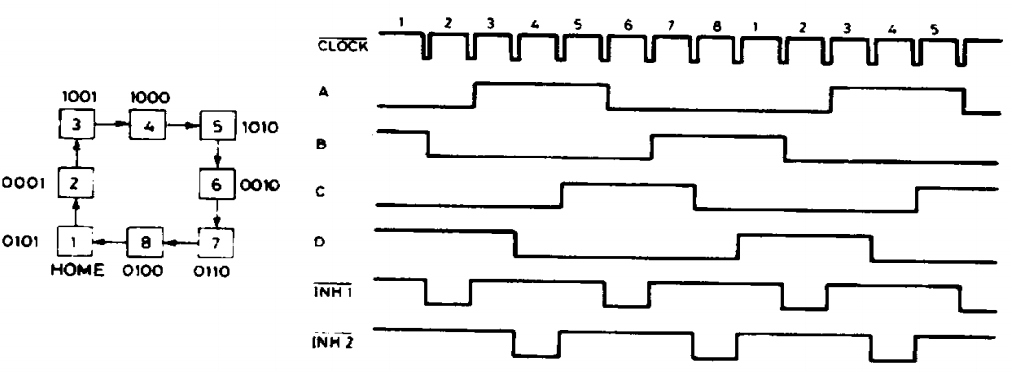 1001 1000
3 4 5 1010
0001 2 6 0010
0101 1 8 7
HOME 0100 0110
1 2 3 4 5 6 7 8 1 2 3 4 5
CLOCK
A
B
C
D
INH 1
INH 2